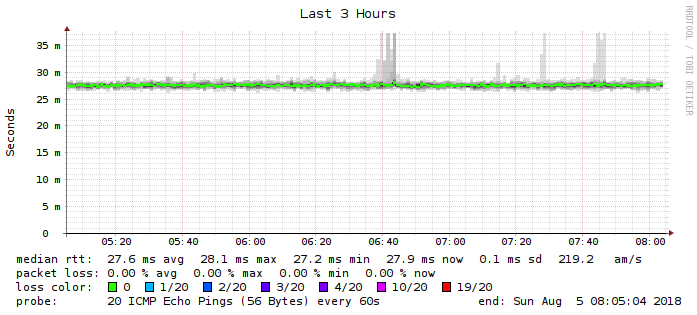 Last 3 Hours
RRDTOOL / TOBI OETIKER
Seconds
35 m
30 m
25 m
20 m
15 m
10 m
5 m
0
05:20 05:40 06:00 06:20 06:40 07:00 07:20 07:40 08:00
median rtt: 27.6 ms avg 28.1 ms max 27.2 ms min 27.9 ms now 0.1 ms sd 219.2 am/s
packet loss: 0.00 % avg 0.00 % max 0.00 % min 0.00 % now
loss color: 0 1/20 2/20 3/20 4/20 10/20 19/20
probe: 20 ICMP Echo Pings (56 Bytes) every 60s end: Sun Aug 5 08:05:04 2018